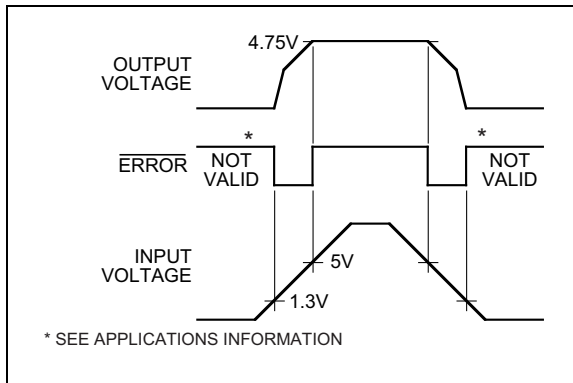 4.75V
OUTPUT
VOLTAGE
* *
ERROR
NOT
VALID
NOT
VALID
INPUT
VOLTAGE
5V
1.3V
* SEE APPLICATIONS INFORMATION